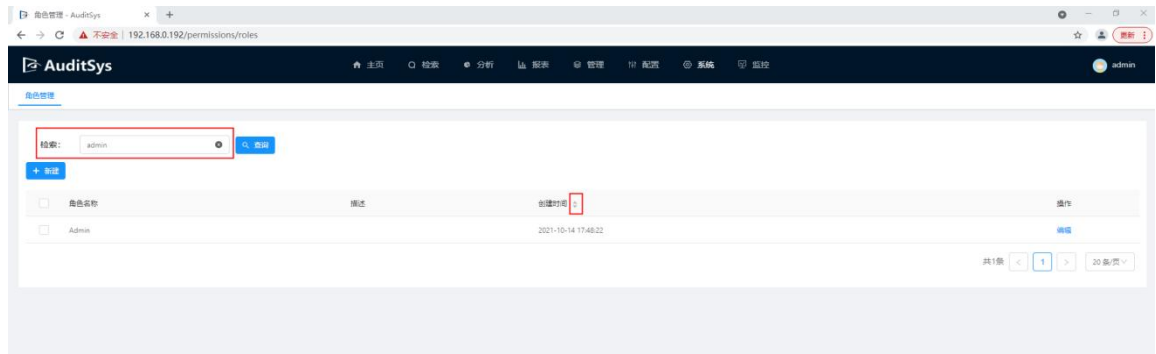 角色管理 - AuditSys
不安全 | 192.168.0.192/permissions/roles
更新
AuditSys
主页 检索 分析 报表 管理 配置 系统 监控 admin
角色管理
检索: admin 查询
+ 新建
角色名称 描述 创建时间 操作
Admin 2021-10-14 17:48:22 编辑
共1条 < 1 > 20 条/页